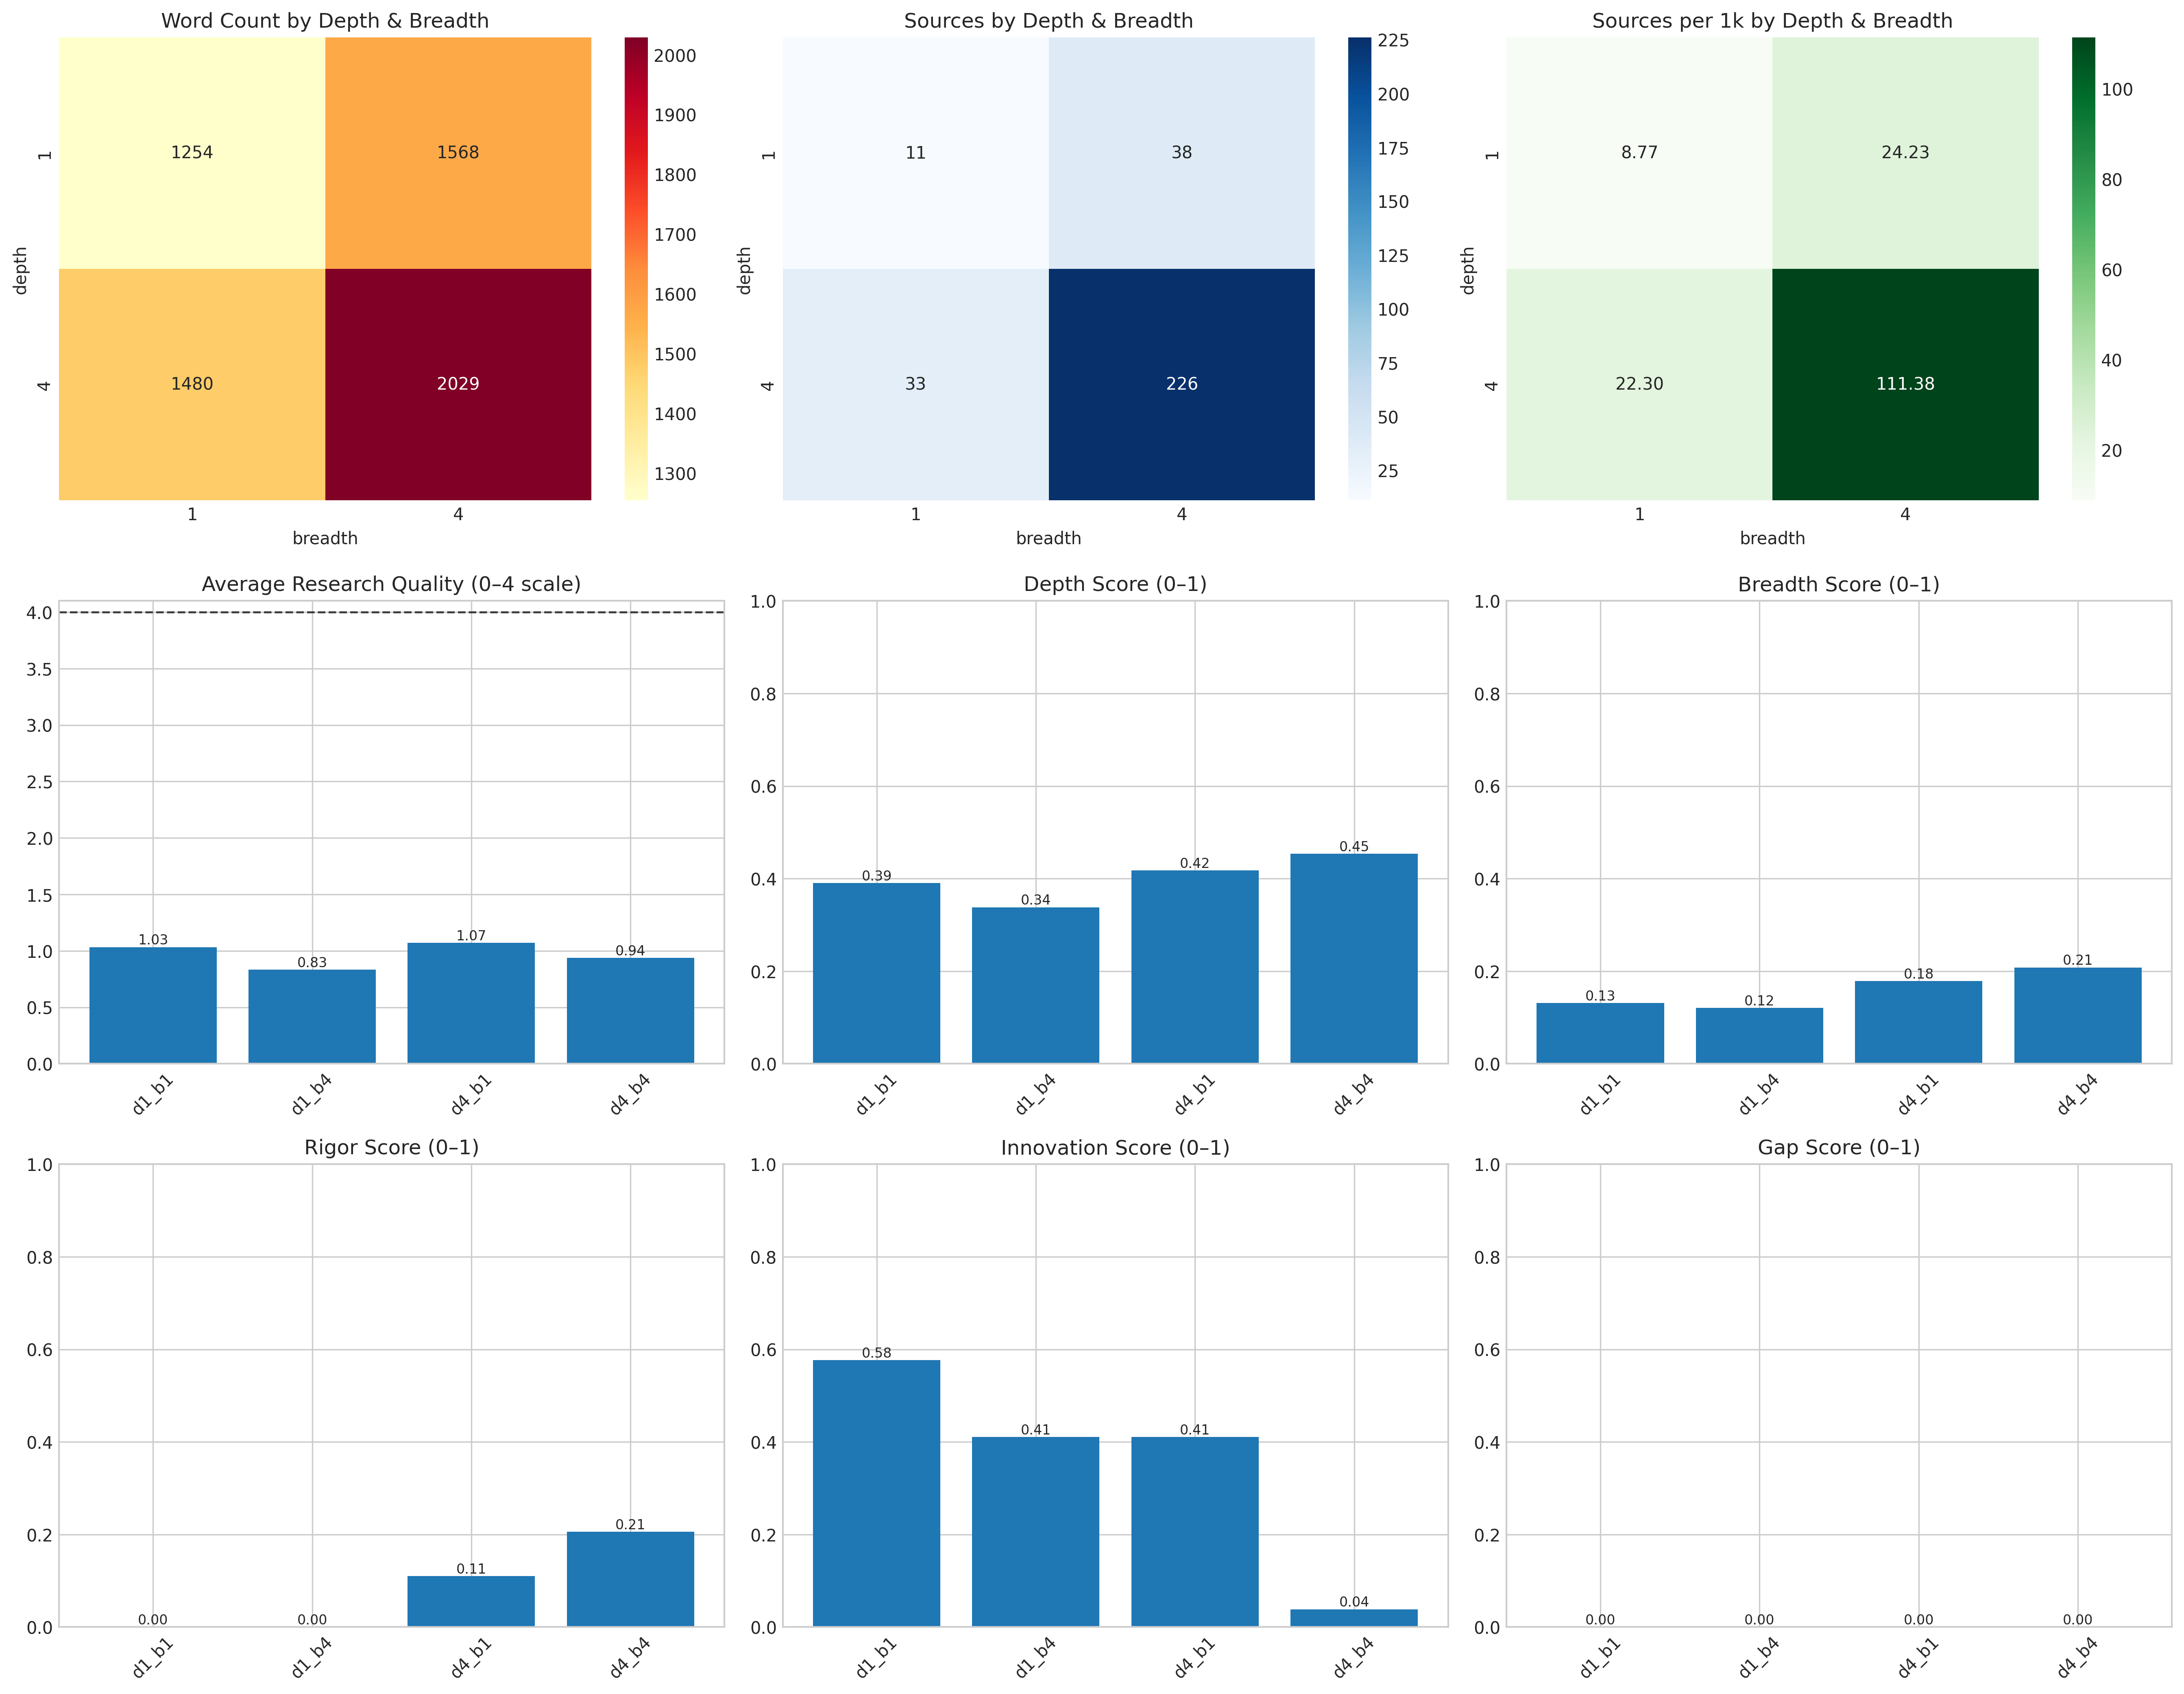 Word Count by Depth & Breadth
1254 1568
1480 2029
1
4
depth
1 4
breadth
2000
1900
1800
1700
1600
1500
1400
1300
Sources by Depth & Breadth
11 38
33 226
1
4
depth
1 4
breadth
225
200
175
150
125
100
75
50
25
Sources per 1k by Depth & Breadth
8.77 24.23
22.30 111.38
1
4
depth
1 4
breadth
100
80
60
40
20
Average Research Quality (0–4 scale)
4.0
3.5
3.0
2.5
2.0
1.5
1.0
0.5
0.0
1.03 0.83 1.07 0.94
d1_b1 d1_b4 d4_b1 d4_b4
Depth Score (0–1)
1.0
0.8
0.6
0.4
0.2
0.0
0.39 0.34 0.42 0.45
d1_b1 d1_b4 d4_b1 d4_b4
Breadth Score (0–1)
1.0
0.8
0.6
0.4
0.2
0.0
0.13 0.12 0.18 0.21
d1_b1 d1_b4 d4_b1 d4_b4
Rigor Score (0–1)
1.0
0.8
0.6
0.4
0.2
0.0
0.00 0.00 0.11 0.21
d1_b1 d1_b4 d4_b1 d4_b4
Innovation Score (0–1)
1.0
0.8
0.6
0.4
0.2
0.0
0.58 0.41 0.41 0.04
d1_b1 d1_b4 d4_b1 d4_b4
Gap Score (0–1)
1.0
0.8
0.6
0.4
0.2
0.0
0.00 0.00 0.00 0.00
d1_b1 d1_b4 d4_b1 d4_b4